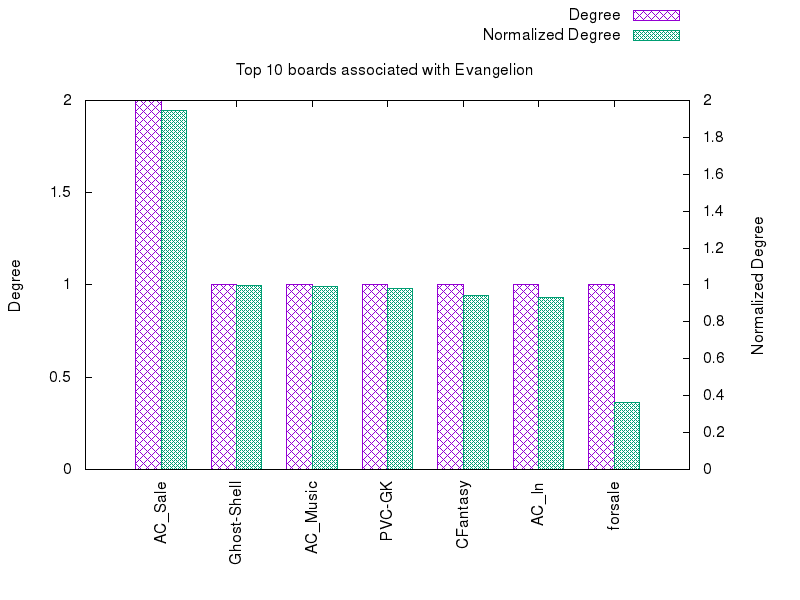 Degree
Normalized Degree
Top 10 boards associated with Evangelion
2
1.5
1
0.5
0
Degree
2
1.8
1.6
1.4
1.2
1
0.8
0.6
0.4
0.2
0
Normalized Degree
AC_Sale
Ghost-Shell
AC_Music
PVC-GK
CFantasy
AC_In
forsale